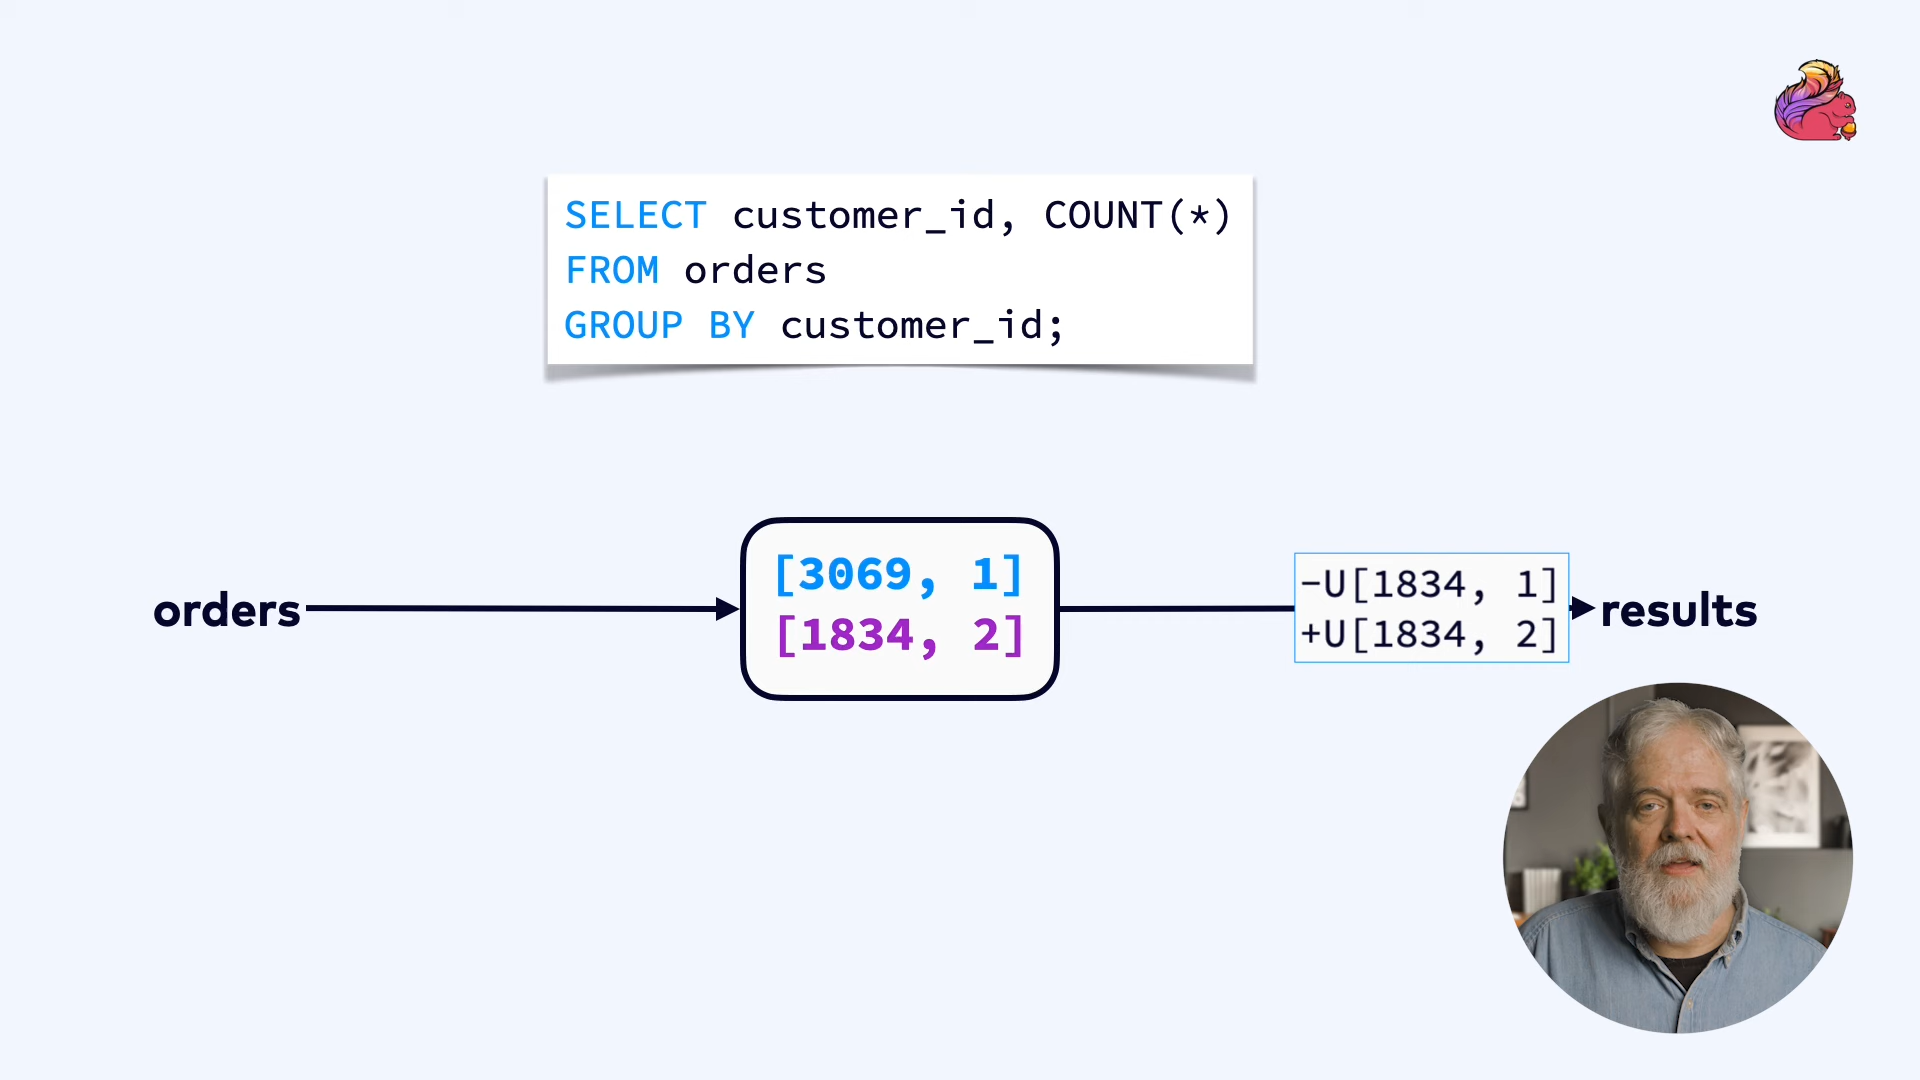 SELECT customer_id, COUNT(*)
FROM orders
GROUP BY customer_id;
orders
[3069, 1]
[1834, 2]
-U[1834, 1]
+U[1834, 2]
results